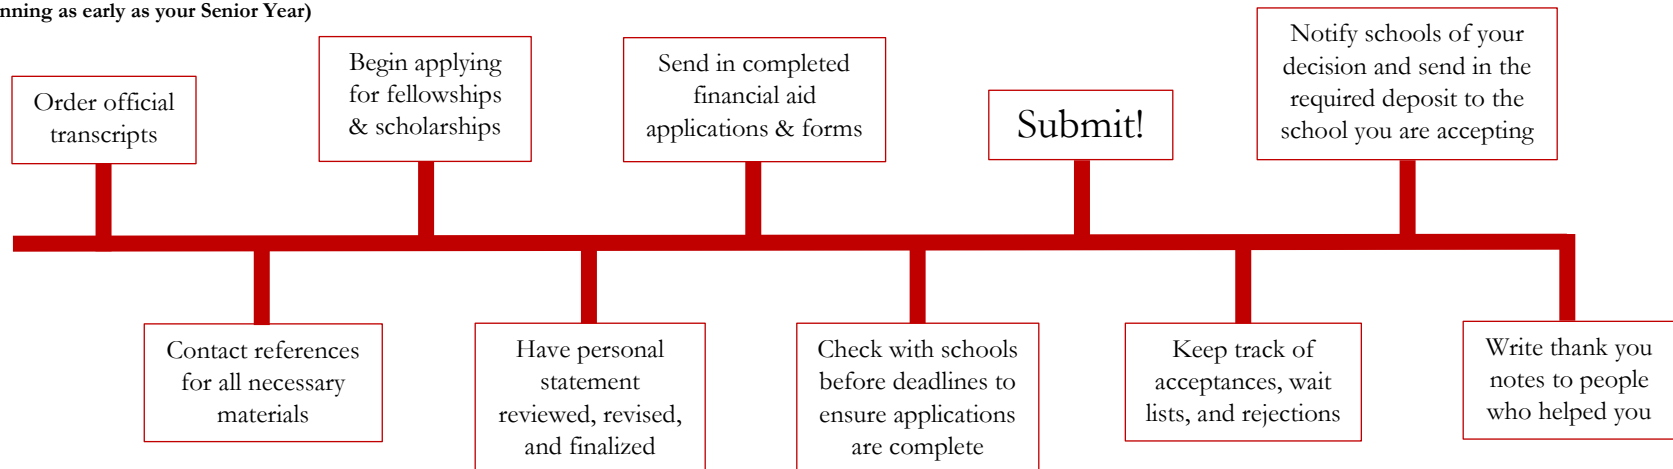 nning as early as your Senior Year)
Order official
transcripts
Contact references
for all necessary
materials
Begin applying
for fellowships
& scholarships
Have personal
statement
reviewed, revised,
and finalized
Send in completed
financial aid
applications & forms
Check with schools
before deadlines to
ensure applications
are complete
Submit!
Keep track of
acceptances, wait
lists, and rejections
Notify schools of your
decision and send in the
required deposit to the
school you are accepting
Write thank you
notes to people
who helped you